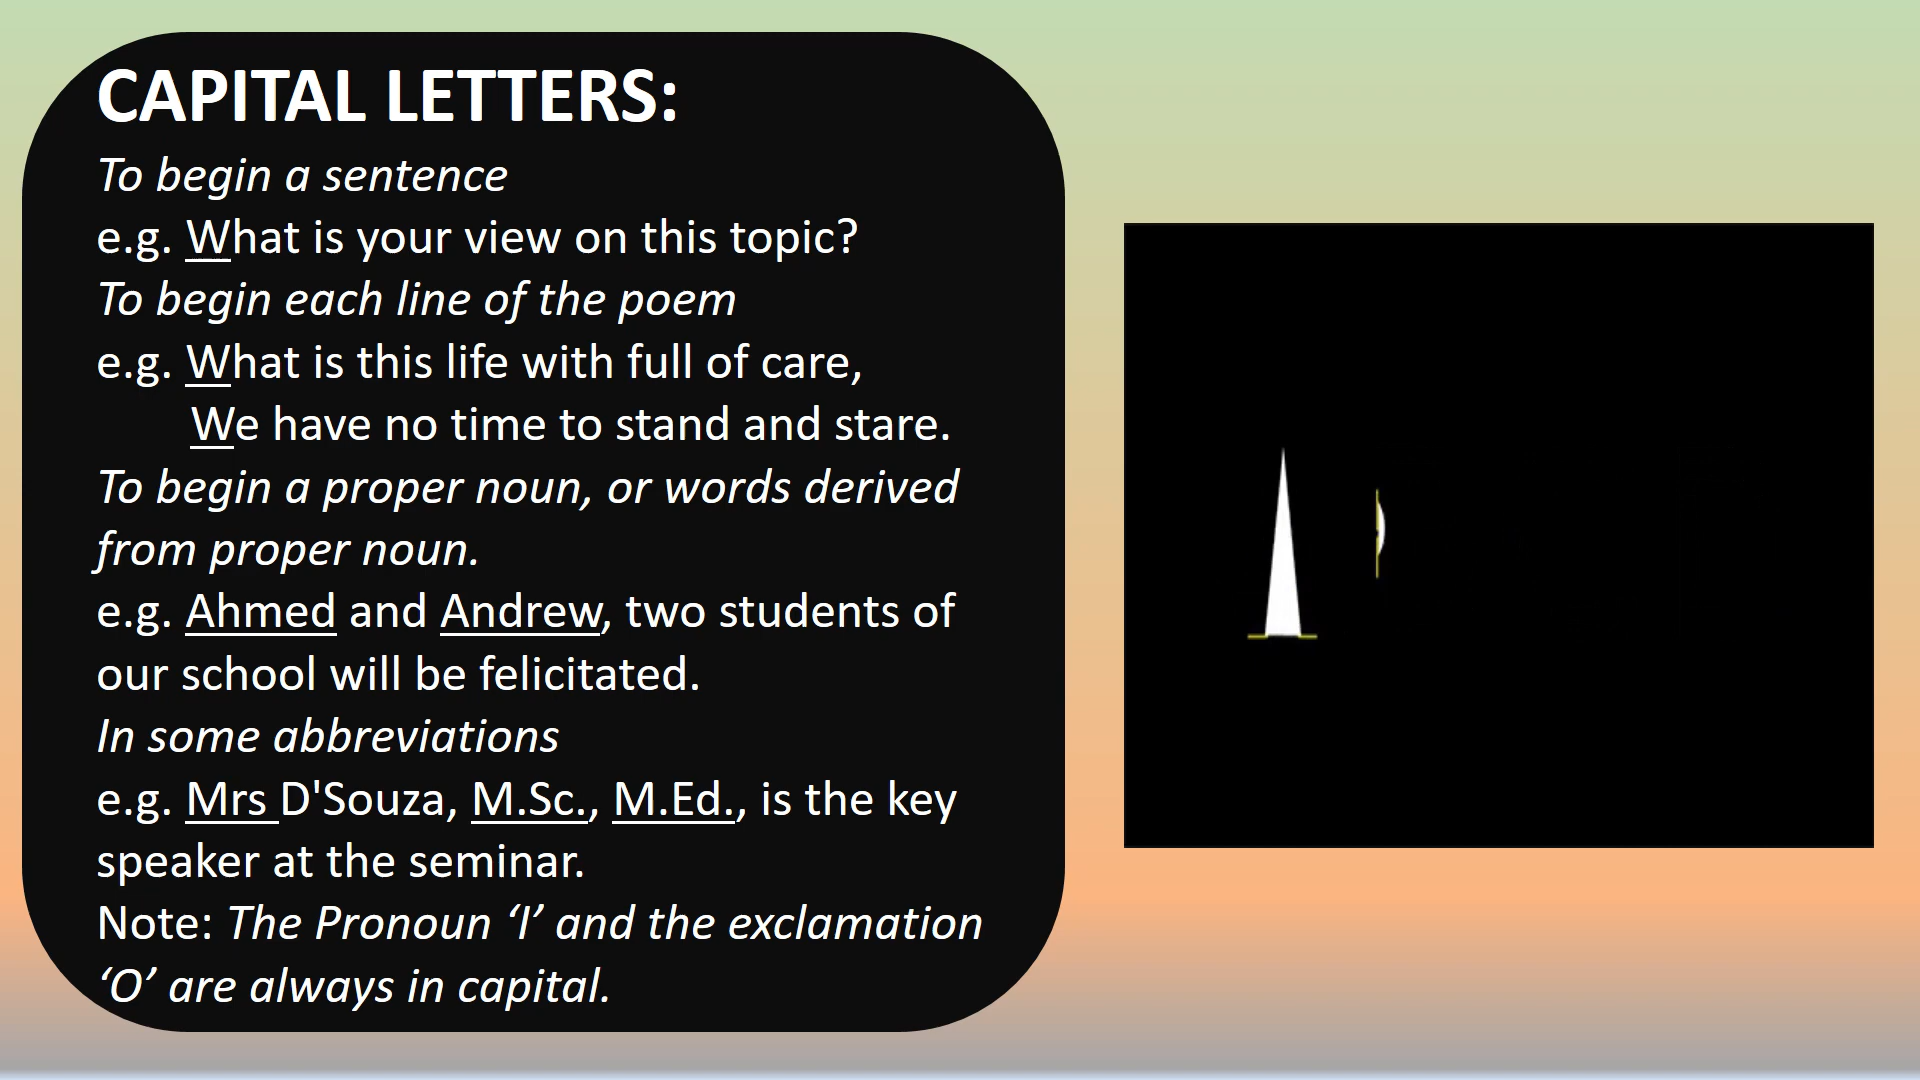 CAPITAL LETTERS:
To begin a sentence
e.g. What is your view on this topic?
To begin each line of the poem
e.g. What is this life with full of care,
We have no time to stand and stare.
To begin a proper noun, or words derived
from proper noun.
e.g. Ahmed and Andrew, two students of
our school will be felicitated.
In some abbreviations
e.g. Mrs D'Souza, M.Sc., M.Ed., is the key
speaker at the seminar.
Note: The Pronoun ‘I’ and the exclamation
‘O’ are always in capital.